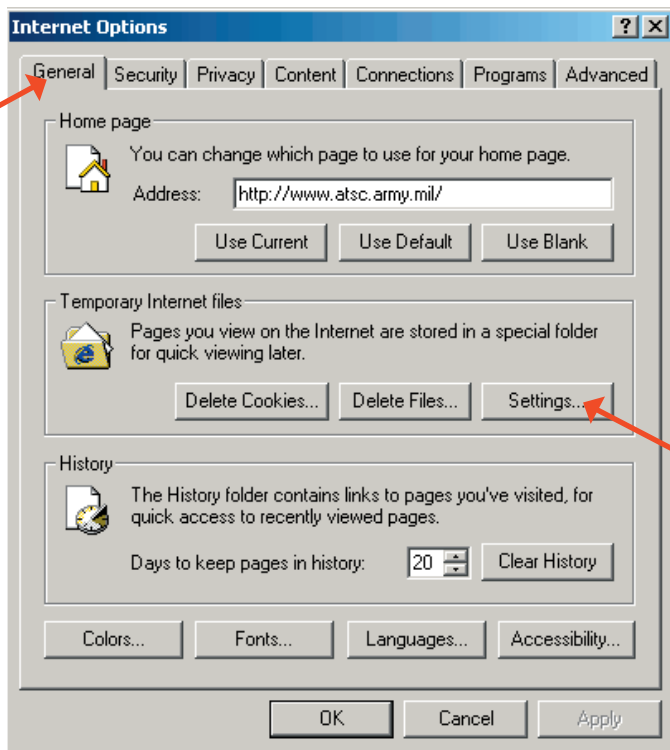 Internet Options
General Security Privacy Content Connections Programs Advanced
Home page
You can change which page to use for your home page.
Address: http://www.atsc.army.mil/
Use Current Use Default Use Blank
Temporary Internet files
Pages you view on the Internet are stored in a special folder
for quick viewing later.
Delete Cookies... Delete Files... Settings...
History
The History folder contains links to pages you've visited, for
quick access to recently viewed pages.
Days to keep pages in history: 20 Clear History
Colors... Fonts... Languages... Accessibility...
OK Cancel Apply